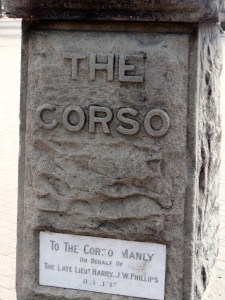 THE
CORSO
TO THE CORSO MANLY
ON BEHALF OF
THE LATE LIEUT HARRY. J. W. PHILLIPS